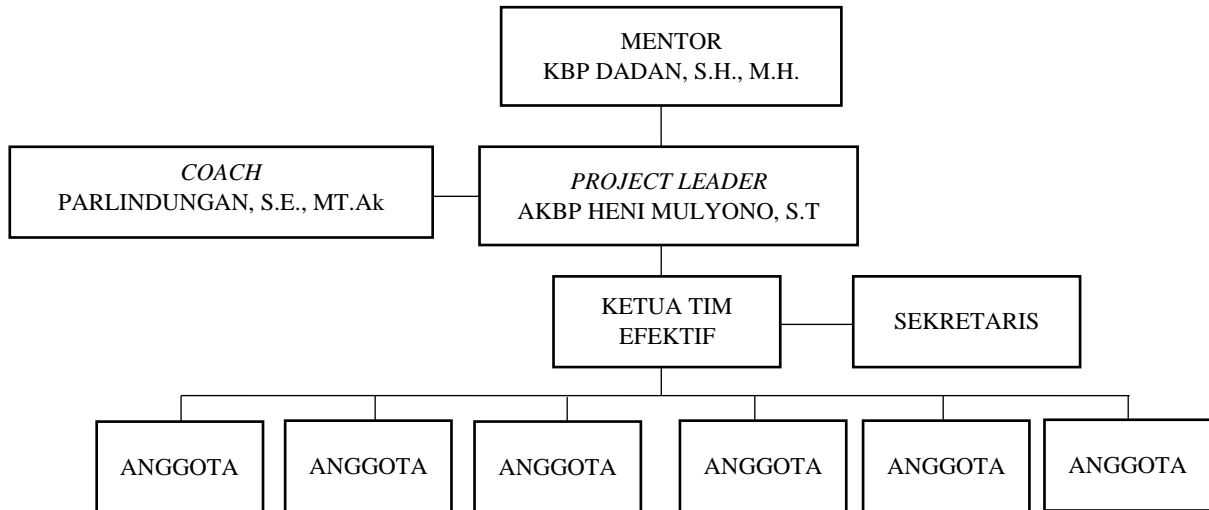 MENTOR
KBP DADAN, S.H., M.H.
COACH
PARLINDUNGAN, S.E., MT.Ak
PROJECT LEADER
AKBP HENI MULYONO, S.T
KETUA TIM
EFEKTIF
SEKRETARIS
ANGGOTA
ANGGOTA
ANGGOTA
ANGGOTA
ANGGOTA
ANGGOTA